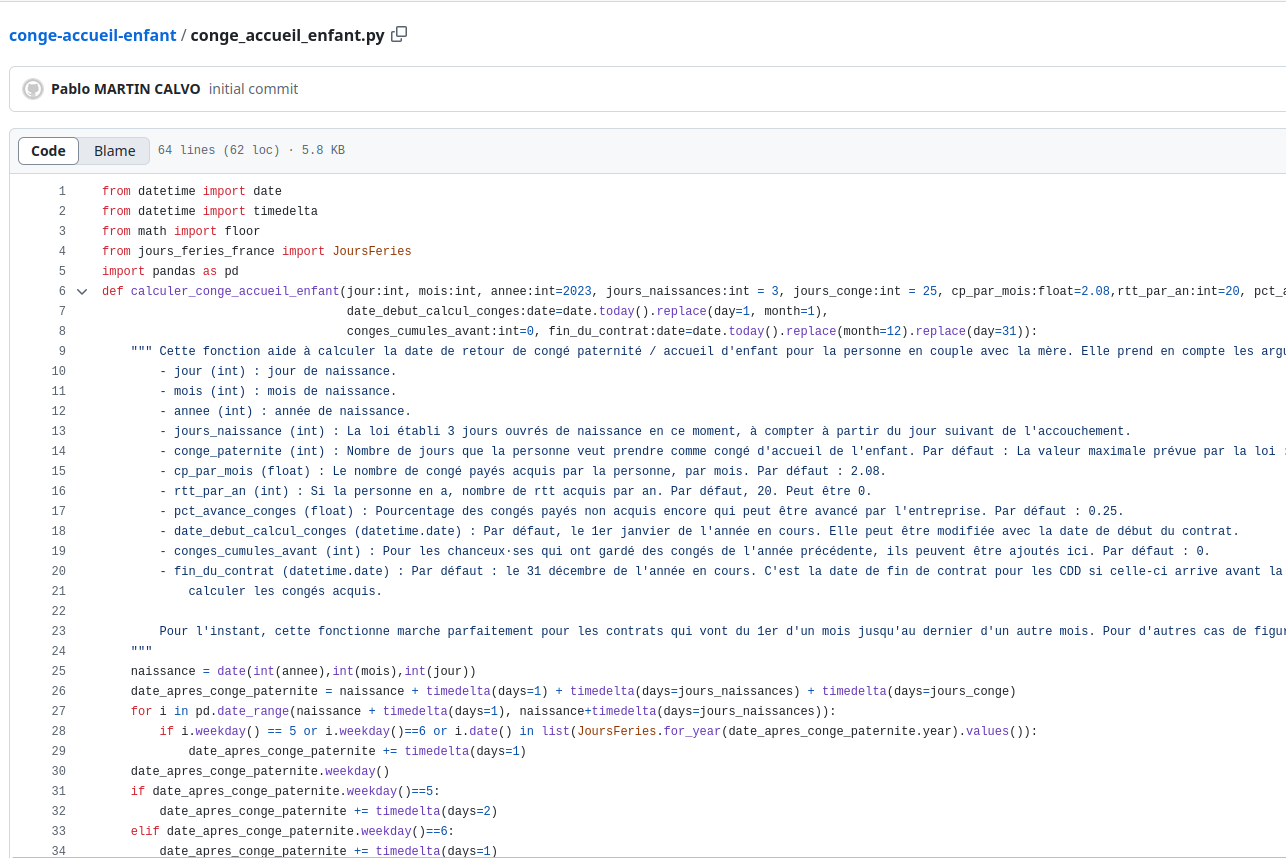 conge-accueil-enfant / conge_accueil_enfant.py
Pablo MARTIN CALVO initial commit
Code Blame 64 lines (62 loc) · 5.8 KB
1 from datetime import date
2 from datetime import timedelta
3 from math import floor
4 from jours_feries_france import JoursFeries
5 import pandas as pd
6 def calculer_conge_accueil_enfant(jour:int, mois:int, annee:int=2023, jours_naissances:int = 3, jours_conge:int = 25, cp_par_mois:float=2.08,rtt_par_an:int=20, pct_a
7 date_debut_calcul_conges:date=date.today().replace(day=1, month=1),
8 conges_cumules_avant:int=0, fin_du_contrat:date=date.today().replace(month=12).replace(day=31)):
9 """ Cette fonction aide à calculer la date de retour de congé paternité / accueil d'enfant pour la personne en couple avec la mère. Elle prend en compte les argu
10 - jour (int) : jour de naissance.
11 - mois (int) : mois de naissance.
12 - annee (int) : année de naissance.
13 - jours_naissance (int) : La loi établi 3 jours ouvrés de naissance en ce moment, à compter à partir du jour suivant de l'accouchement.
14 - conge_paternite (int) : Nombre de jours que la personne veut prendre comme congé d'accueil de l'enfant. Par défaut : La valeur maximale prévue par la loi :
15 - cp_par_mois (float) : Le nombre de congé payés acquis par la personne, par mois. Par défaut : 2.08.
16 - rtt_par_an (int) : Si la personne en a, nombre de rtt acquis par an. Par défaut, 20. Peut être 0.
17 - pct_avance_conges (float) : Pourcentage des congés payés non acquis encore qui peut être avancé par l'entreprise. Par défaut : 0.25.
18 - date_debut_calcul_conges (datetime.date) : Par défaut, le 1er janvier de l'année en cours. Elle peut être modifiée avec la date de début du contrat.
19 - conges_cumules_avant (int) : Pour les chanceux·ses qui ont gardé des congés de l'année précédente, ils peuvent être ajoutés ici. Par défaut : 0.
20 - fin_du_contrat (datetime.date) : Par défaut : le 31 décembre de l'année en cours. C'est la date de fin de contrat pour les CDD si celle-ci arrive avant la
21 calculer les congés acquis.
22
23 Pour l'instant, cette fonctionne marche parfaitement pour les contrats qui vont du 1er d'un mois jusqu'au dernier d'un autre mois. Pour d'autres cas de figur
24 """
25 naissance = date(int(annee),int(mois),int(jour))
26 date_apres_conge_paternite = naissance + timedelta(days=1) + timedelta(days=jours_naissances) + timedelta(days=jours_conge)
27 for i in pd.date_range(naissance + timedelta(days=1), naissance+timedelta(days=jours_naissances)):
28 if i.weekday() == 5 or i.weekday()==6 or i.date() in list(JoursFeries.for_year(date_apres_conge_paternite.year).values()):
29 date_apres_conge_paternite += timedelta(days=1)
30 date_apres_conge_paternite.weekday()
31 if date_apres_conge_paternite.weekday()==5:
32 date_apres_conge_paternite += timedelta(days=2)
33 elif date_apres_conge_paternite.weekday()==6:
34 date_apres_conge_paternite += timedelta(days=1)